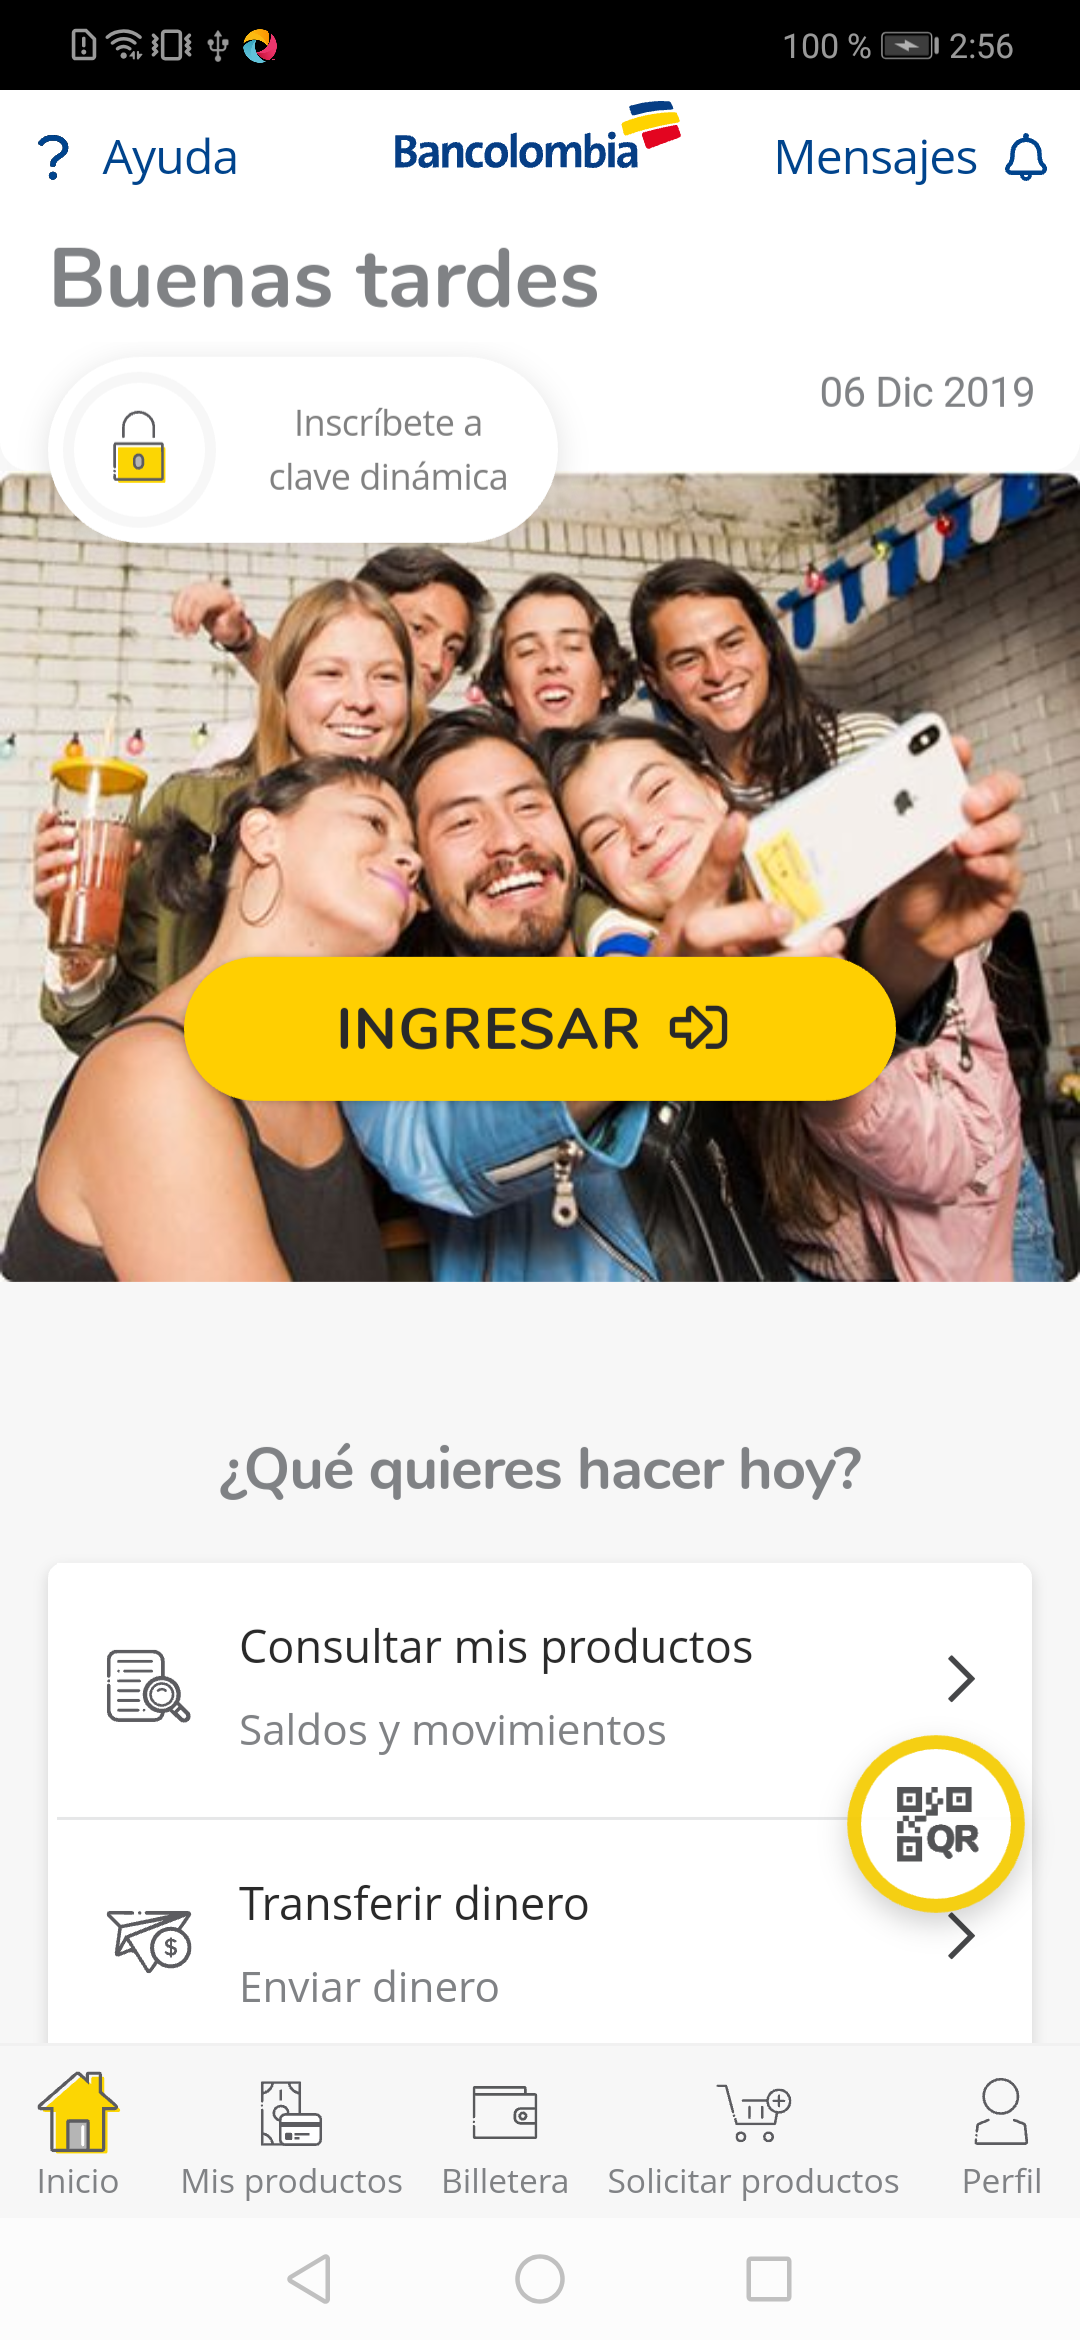 100 % 2:56
? Ayuda
Bancolombia
Mensajes
Buenas tardes
Inscríbete a
clave dinámica
06 Dic 2019
INGRESAR
¿Qué quieres hacer hoy?
Consultar mis productos
Saldos y movimientos
QR
Transferir dinero
$
Enviar dinero
Inicio
Mis productos
Billetera
Solicitar productos
Perfil